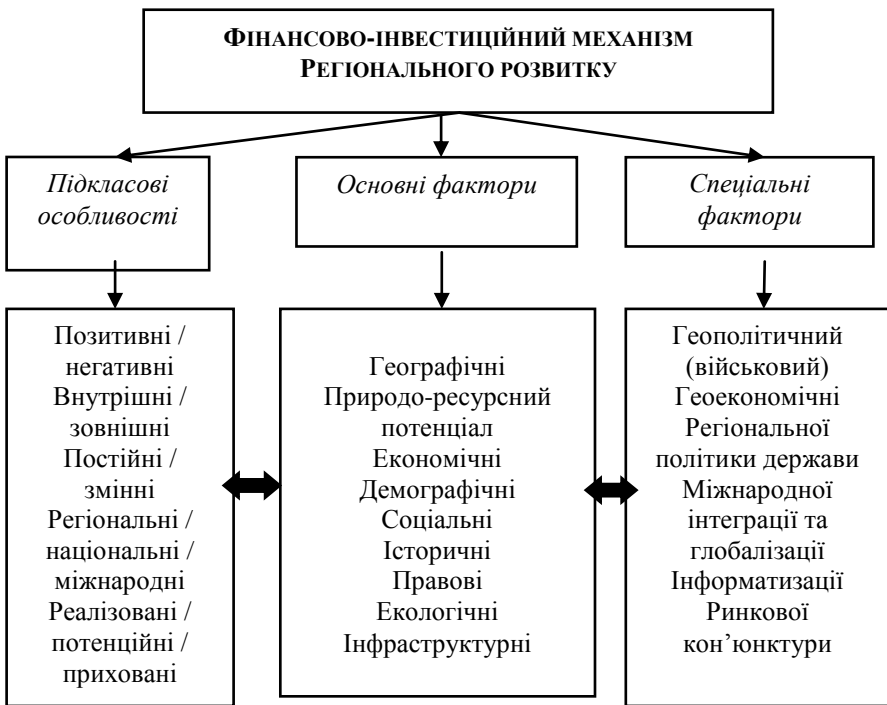 ФІНАНСОВО-ІНВЕСТИЦІЙНИЙ МЕХАНІЗМ
РЕГІОНАЛЬНОГО РОЗВИТКУ
Підкласові
особливості
Основні фактори
Спеціальні
фактори
Позитивні /
негативні
Внутрішні /
зовнішні
Постійні /
змінні
Регіональні /
національні /
міжнародні
Реалізовані /
потенційні /
приховані
Географічні
Природо-ресурсний
потенціал
Економічні
Демографічні
Соціальні
Історичні
Правові
Екологічні
Інфраструктурні
Геополітичний
(військовий)
Геоекономічні
Регіональної
політики держави
Міжнародної
інтеграції та
глобалізації
Інформатизації
Ринкової
кон’юнктури